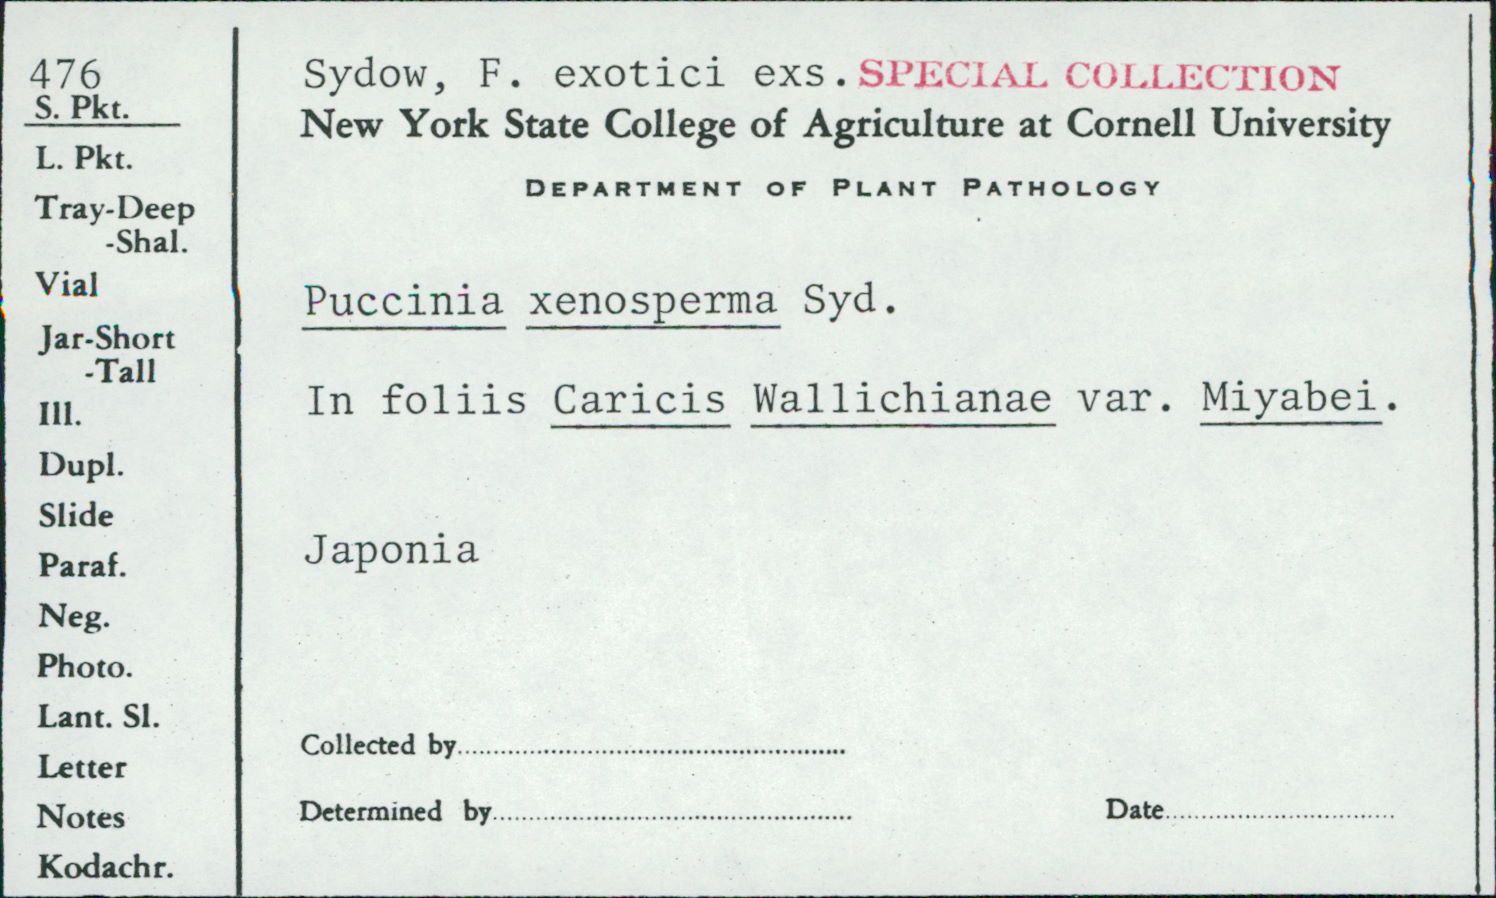 476
S. Pkt.
L. Pkt.
Tray-Deep
-Shal.
Vial
Jar-Short
-Tall
Ill.
Dupl.
Slide
Paraf.
Neg.
Photo.
Lant. Sl.
Letter
Notes
Kodachr.
Sydow, F. exotici exs. SPECIAL COLLECTION
New York State College of Agriculture at Cornell University
DEPARTMENT OF PLANT PATHOLOGY
Puccinia xenosperma Syd.
In foliis Caricis Wallichianae var. Miyabei.
Japonia
Collected by
Determined by
Date